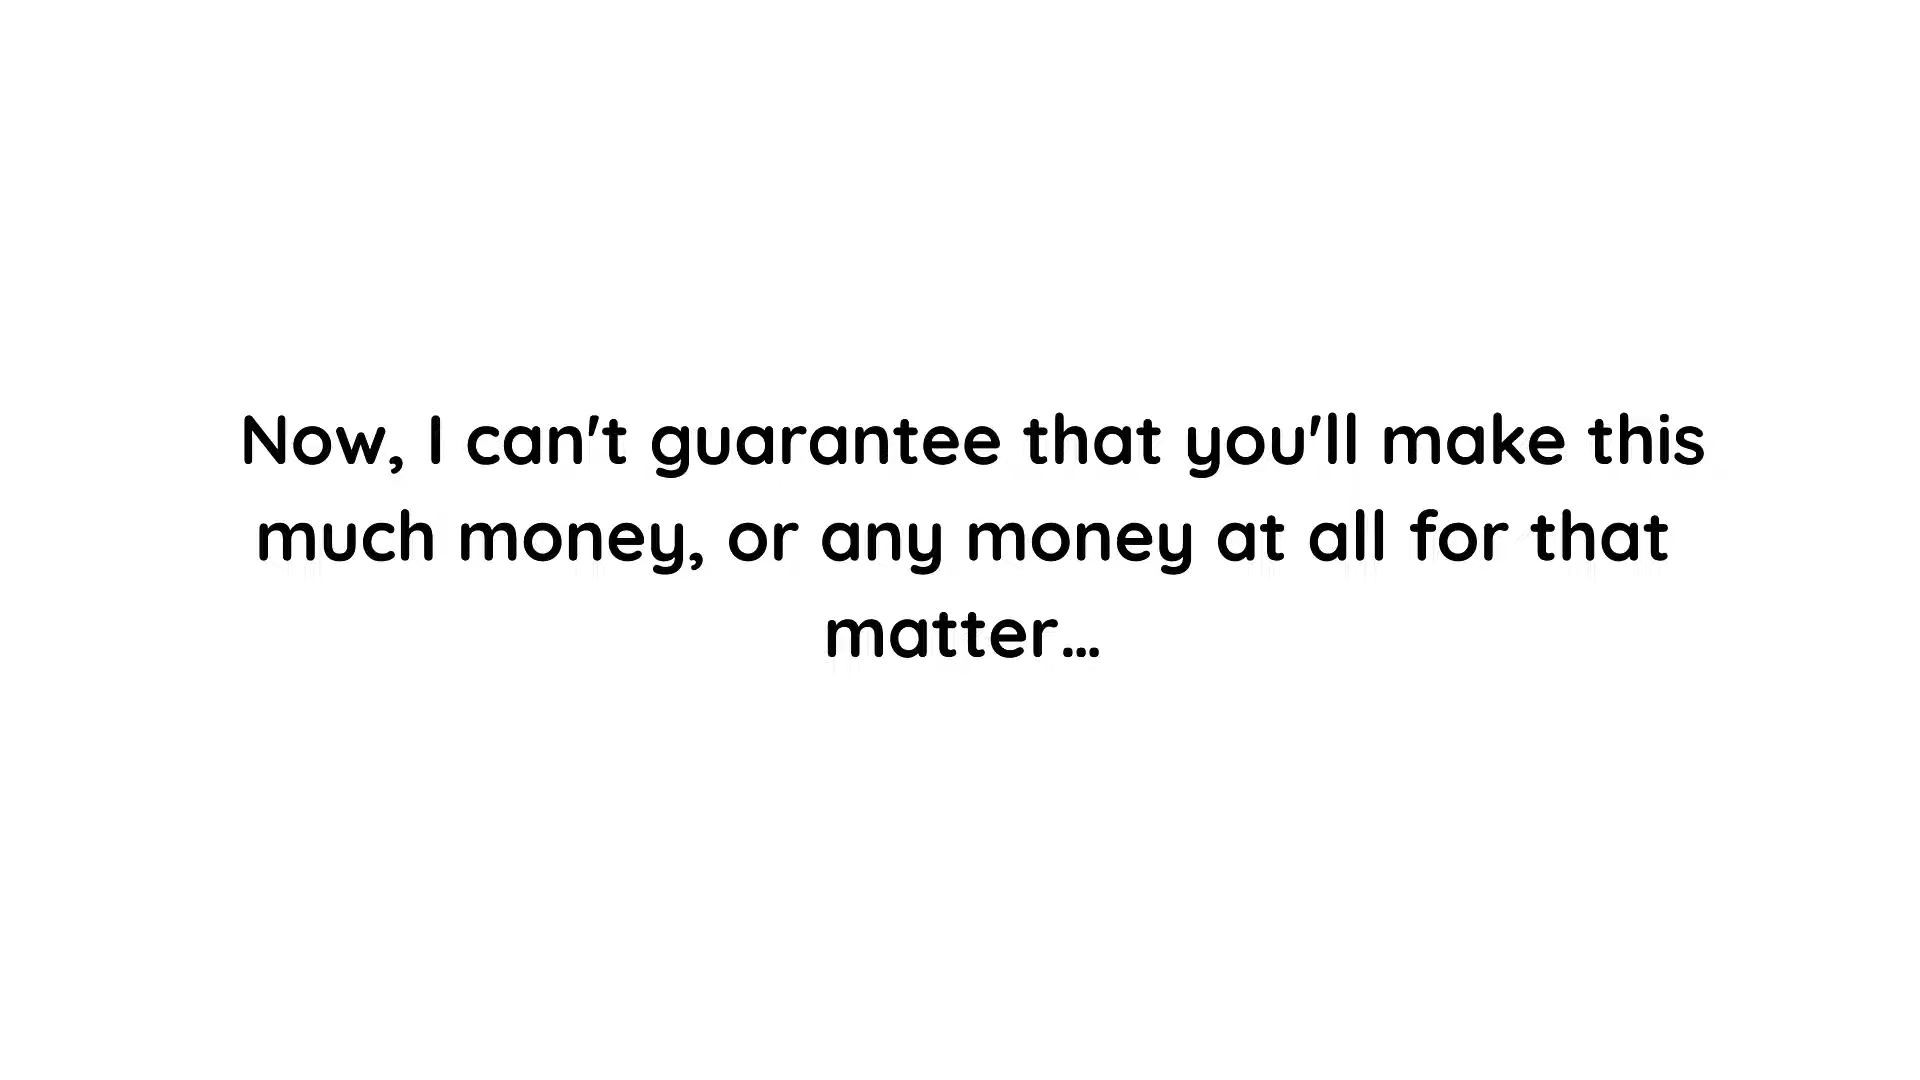 Now, I can't guarantee that you'll make this
much money, or any money at all for that
matter...